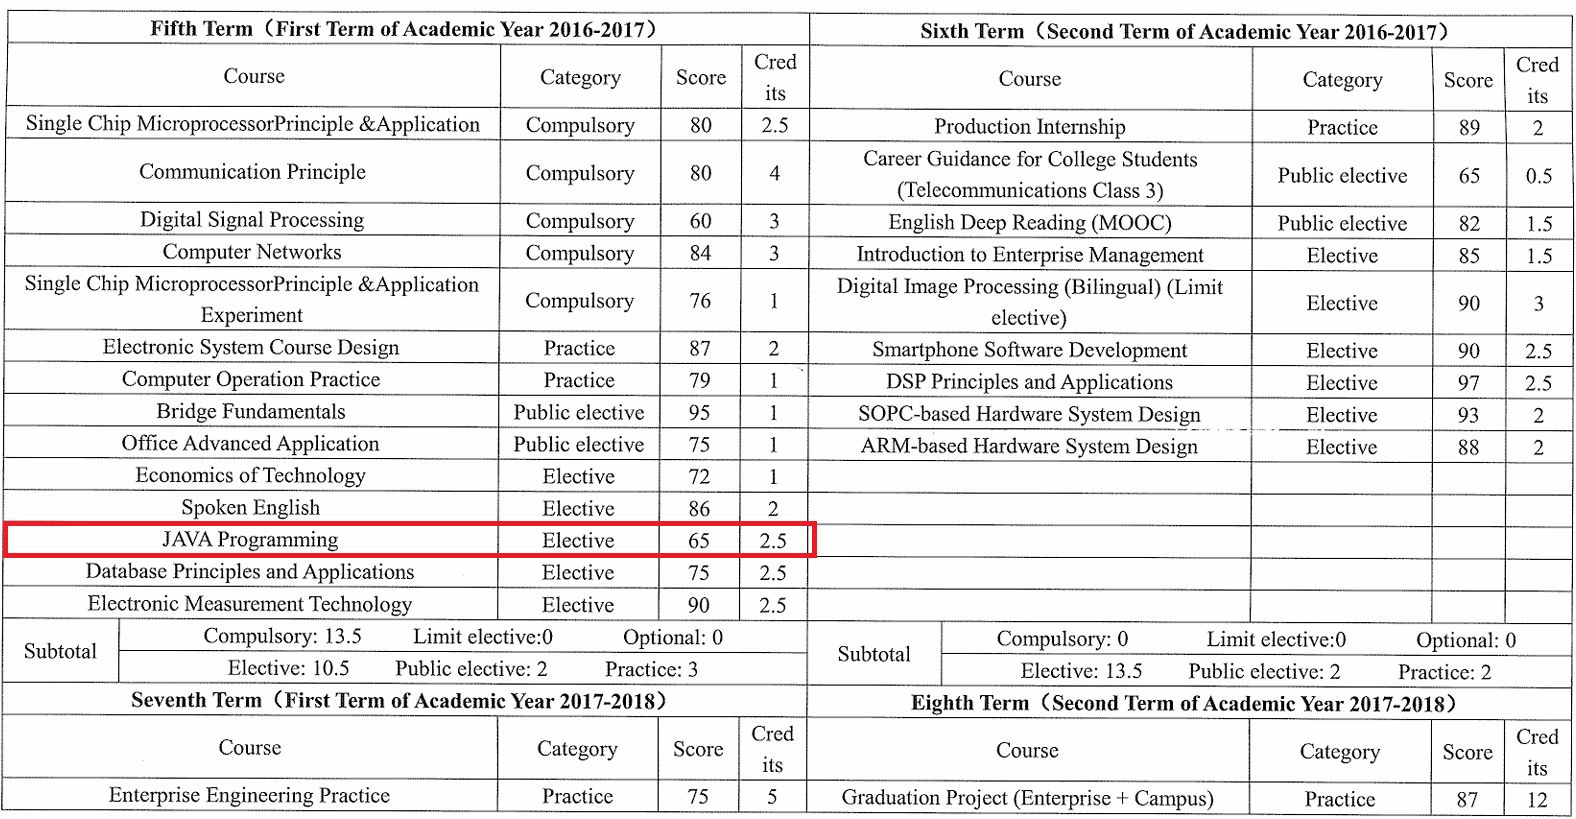 Fifth Term（First Term of Academic Year 2016-2017）
Course Category Score Cred
its
Single Chip MicroprocessorPrinciple &Application Compulsory 80 2.5
Communication Principle Compulsory 80 4
Digital Signal Processing Compulsory 60 3
Computer Networks Compulsory 84 3
Single Chip MicroprocessorPrinciple &Application
Experiment Compulsory 76 1
Electronic System Course Design Practice 87 2
Computer Operation Practice Practice 79 1
Bridge Fundamentals Public elective 95 1
Office Advanced Application Public elective 75 1
Economics of Technology Elective 72 1
Spoken English Elective 86 2
JAVA Programming Elective 65 2.5
Database Principles and Applications Elective 75 2.5
Electronic Measurement Technology Elective 90 2.5
Subtotal
Compulsory: 13.5 Limit elective:0 Optional: 0
Elective: 10.5 Public elective: 2 Practice: 3
Sixth Term（Second Term of Academic Year 2016-2017）
Course Category Score Cred
its
Production Internship Practice 89 2
Career Guidance for College Students
(Telecommunications Class 3) Public elective 65 0.5
English Deep Reading (MOOC) Public elective 82 1.5
Introduction to Enterprise Management Elective 85 1.5
Digital Image Processing (Bilingual) (Limit
elective) Elective 90 3
Smartphone Software Development Elective 90 2.5
DSP Principles and Applications Elective 97 2.5
SOPC-based Hardware System Design Elective 93 2
ARM-based Hardware System Design Elective 88 2
Subtotal
Compulsory: 0 Limit elective:0 Optional: 0
Elective: 13.5 Public elective: 2 Practice: 2
Seventh Term（First Term of Academic Year 2017-2018）
Course Category Score Cred
its
Enterprise Engineering Practice Practice 75 5
Eighth Term（Second Term of Academic Year 2017-2018）
Course Category Score Cred
its
Graduation Project (Enterprise + Campus) Practice 87 12